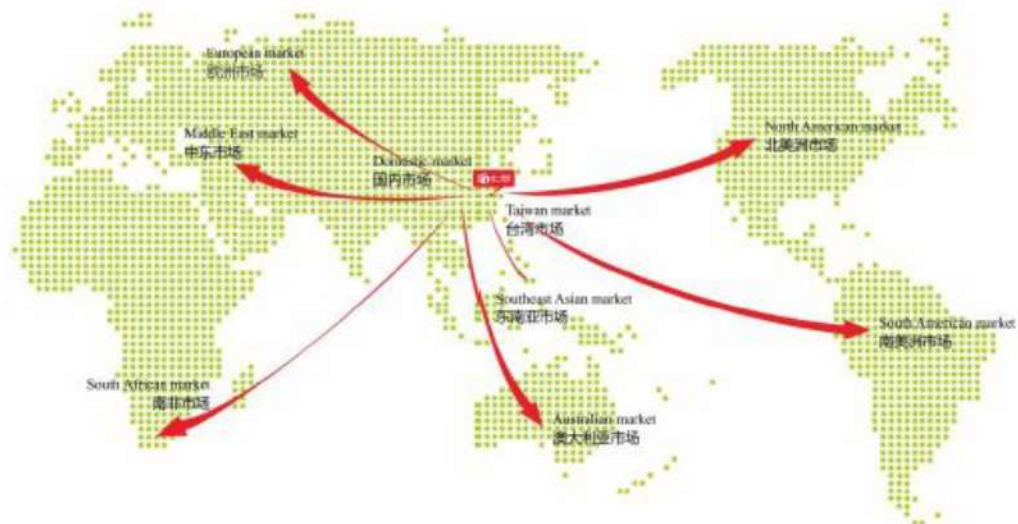 European market
欧洲市场
Middle East market
中东市场
Domestic market
国内市场
North American market
北美洲市场
Taiwan market
台湾市场
Southeast Asian market
东南亚市场
South American market
南美洲市场
South African market
南非市场
Australian market
澳大利亚市场